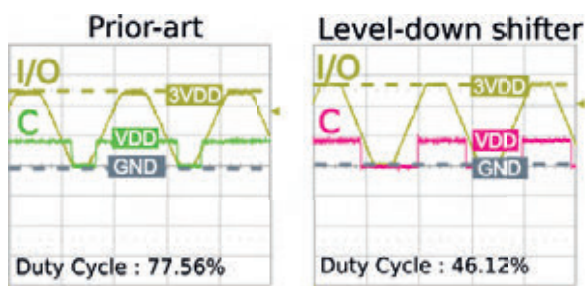 Prior-art
I/O
3VDD
C
VDD
GND
Duty Cycle : 77.56%
Level-down shifter
I/O
3VDD
C
VDD
GND
Duty Cycle : 46.12%